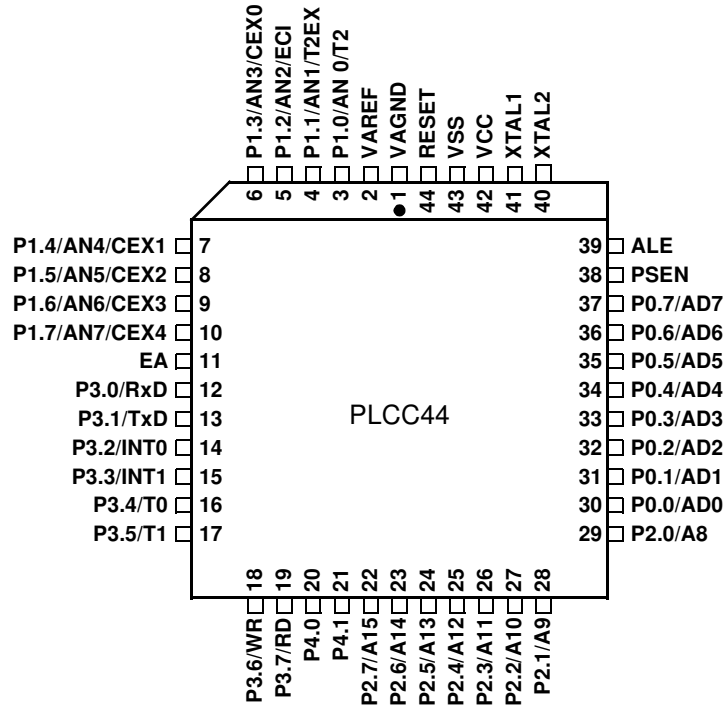 P1.3/AN3/CEX0
P1.2/AN2/ECI
P1.1/AN1/T2EX
P1.0/AN 0/T2
VAREF
VAGND
RESET
VSS
VCC
XTAL1
XTAL2
6
5
4
3
2
1
44
43
42
41
40
P1.4/AN4/CEX1 7
P1.5/AN5/CEX2 8
P1.6/AN6/CEX3 9
P1.7/AN7/CEX4 10
EA 11
P3.0/RxD 12
P3.1/TxD 13
P3.2/INT0 14
P3.3/INT1 15
P3.4/T0 16
P3.5/T1 17
PLCC44
39 ALE
38 PSEN
37 P0.7/AD7
36 P0.6/AD6
35 P0.5/AD5
34 P0.4/AD4
33 P0.3/AD3
32 P0.2/AD2
31 P0.1/AD1
30 P0.0/AD0
29 P2.0/A8
18
19
20
21
22
23
24
25
26
27
28
P3.6/WR
P3.7/RD
P4.0
P4.1
P2.7/A15
P2.6/A14
P2.5/A13
P2.4/A12
P2.3/A11
P2.2/A10
P2.1/A9